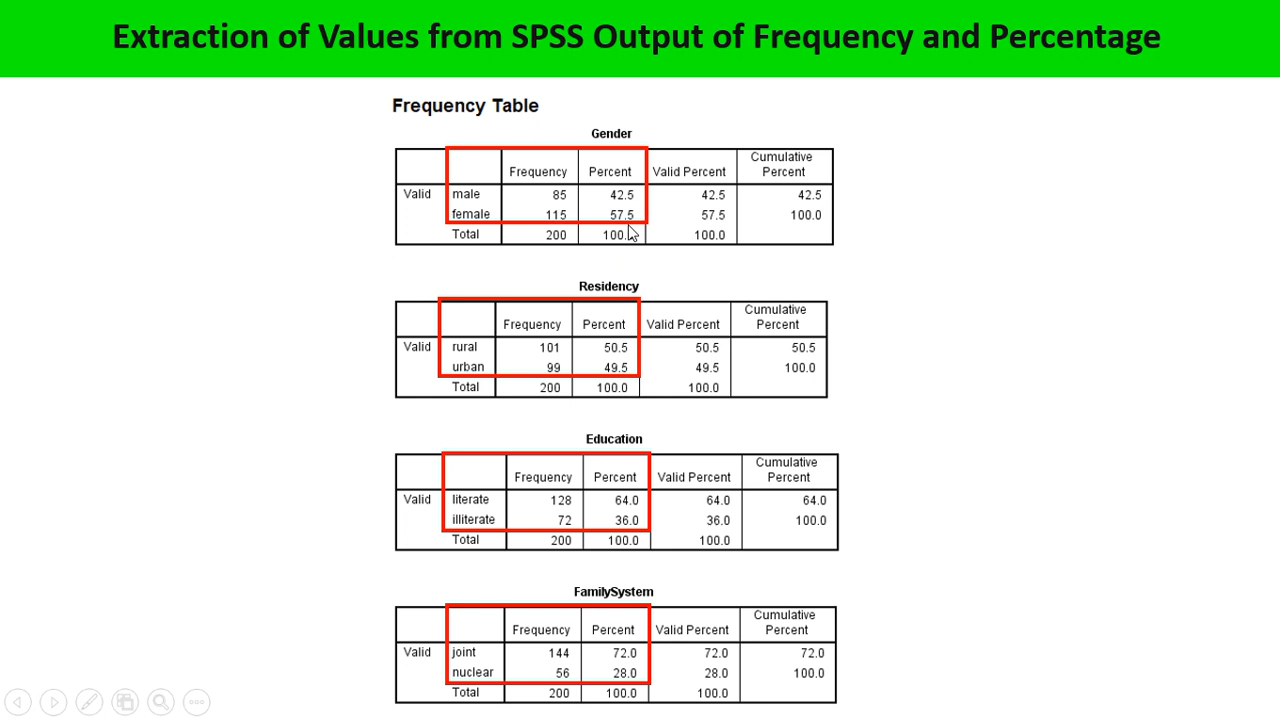 Extraction of Values from SPSS Output of Frequency and Percentage
Frequency Table
Gender
Frequency Percent Valid Percent Cumulative Percent
Valid male 85 42.5 42.5 42.5
female 115 57.5 57.5 100.0
Total 200 100. 100.0
Residency
Frequency Percent Valid Percent Cumulative Percent
Valid rural 101 50.5 50.5 50.5
urban 99 49.5 49.5 100.0
Total 200 100.0 100.0
Education
Frequency Percent Valid Percent Cumulative Percent
Valid literate 128 64.0 64.0 64.0
illiterate 72 36.0 36.0 100.0
Total 200 100.0 100.0
FamilySystem
Frequency Percent Valid Percent Cumulative Percent
Valid joint 144 72.0 72.0 72.0
nuclear 56 28.0 28.0 100.0
Total 200 100.0 100.0